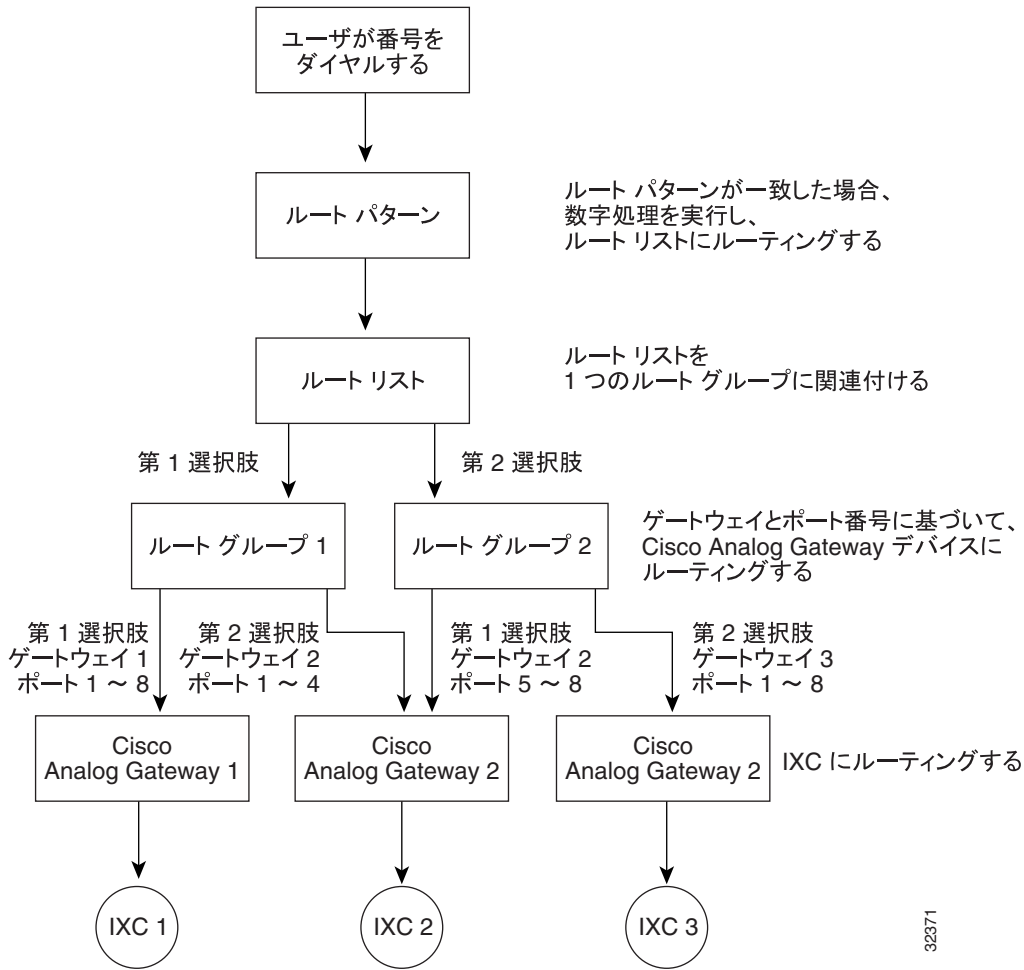 ユーザが番号を
ダイヤルする
ルート パターン
ルート パターンが一致した場合、
数字処理を実行し、
ルート リストにルーティングする
ルート リスト
ルート リストを
1 つのルート グループに関連付ける
第 1 選択肢
第 2 選択肢
ルート グループ 1
ルート グループ 2
ゲートウェイとポート番号に基づいて、
Cisco Analog Gateway デバイスに
ルーティングする
第 1 選択肢
ゲートウェイ 1
ポート 1 ～ 8
第 2 選択肢
ゲートウェイ 2
ポート 1 ～ 4
第 1 選択肢
ゲートウェイ 2
ポート 5 ～ 8
第 2 選択肢
ゲートウェイ 3
ポート 1 ～ 8
Cisco
Analog Gateway 1
Cisco
Analog Gateway 2
Cisco
Analog Gateway 2
IXC にルーティングする
IXC 1
IXC 2
IXC 3
32371